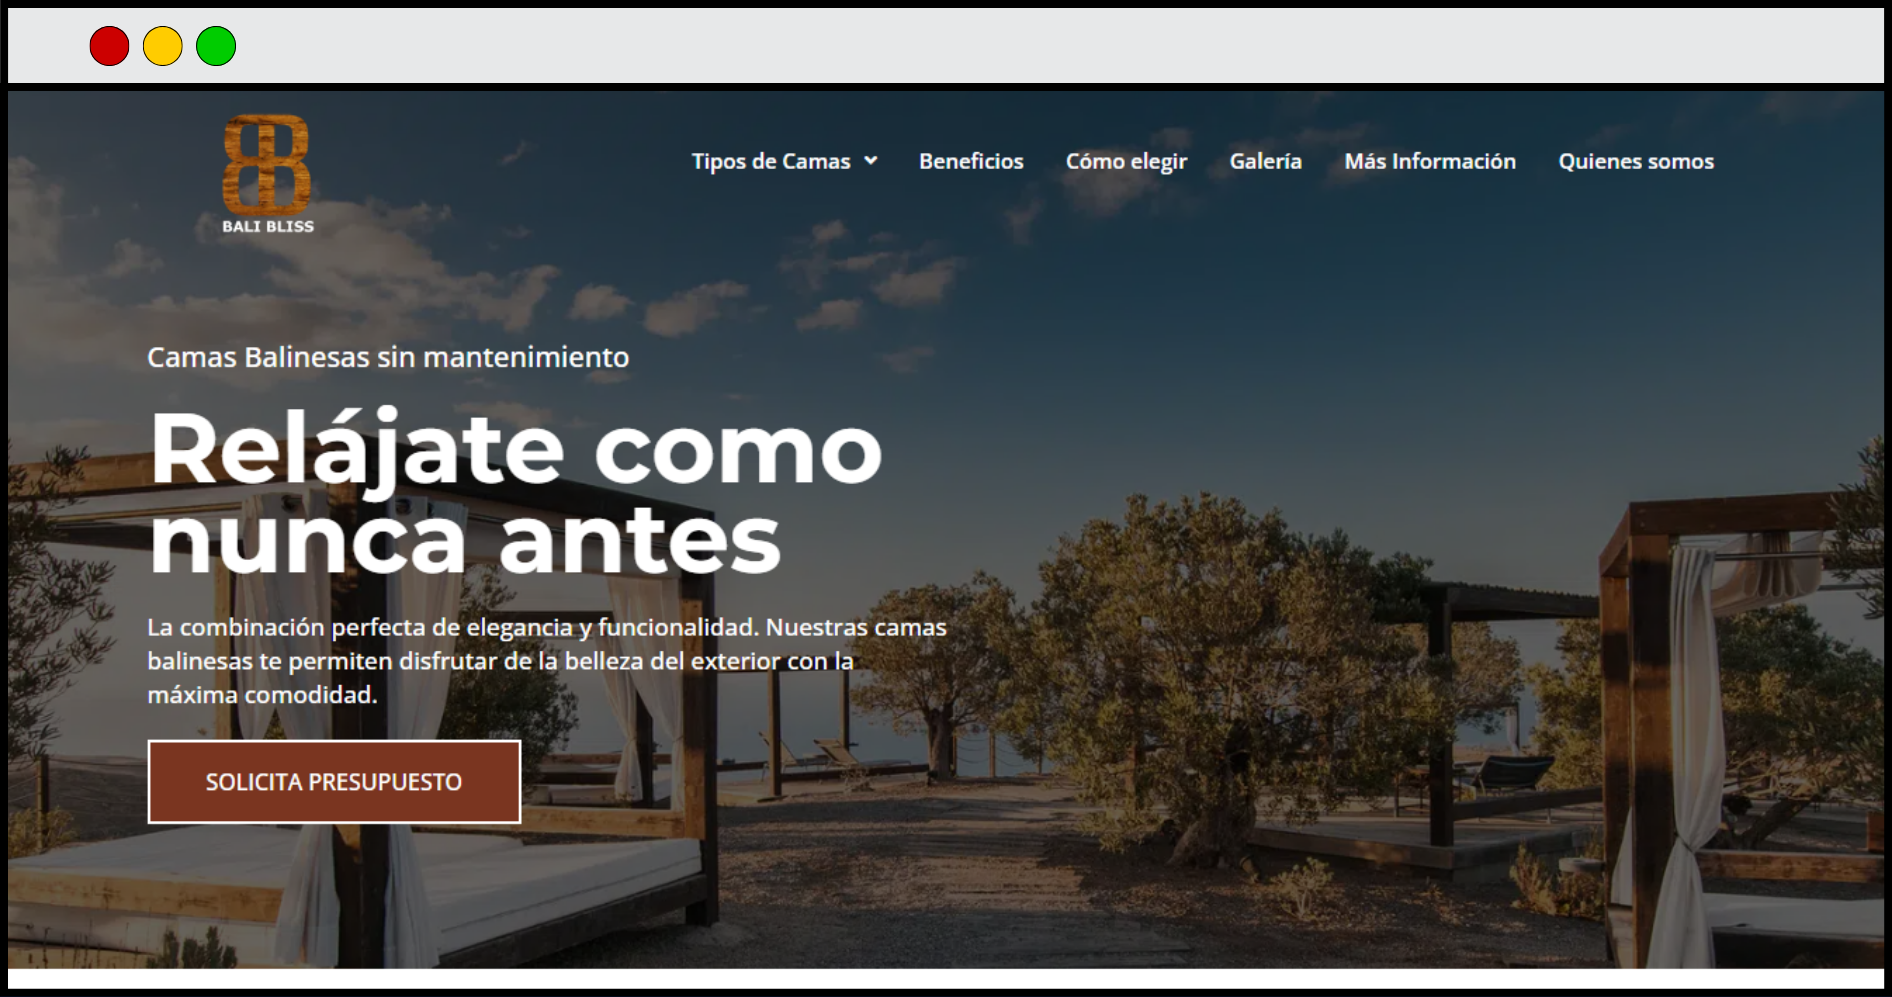 BALI BLISS
Tipos de Camas
Beneficios
Cómo elegir
Galería
Más Información
Quienes somos
Camas Balinesas sin mantenimiento
Relájate como
nunca antes
La combinación perfecta de elegancia y funcionalidad. Nuestras camas
balinesas te permiten disfrutar de la belleza del exterior con la
máxima comodidad.
SOLICITA PRESUPUESTO